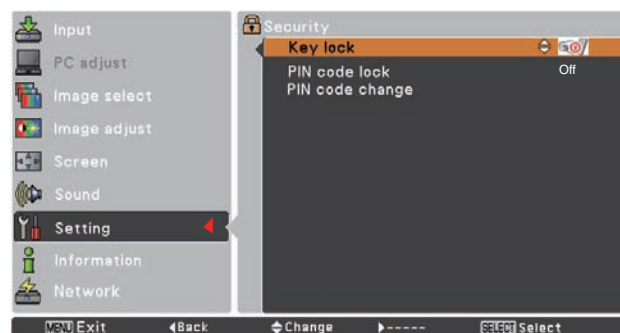 Input
PC adjust
Image select
Image adjust
Screen
Sound
Setting
Information
Network
Security
Key lock
PIN code lock Off
PIN code change
MENU Exit ◀Back Change ▶----- SELECT Select